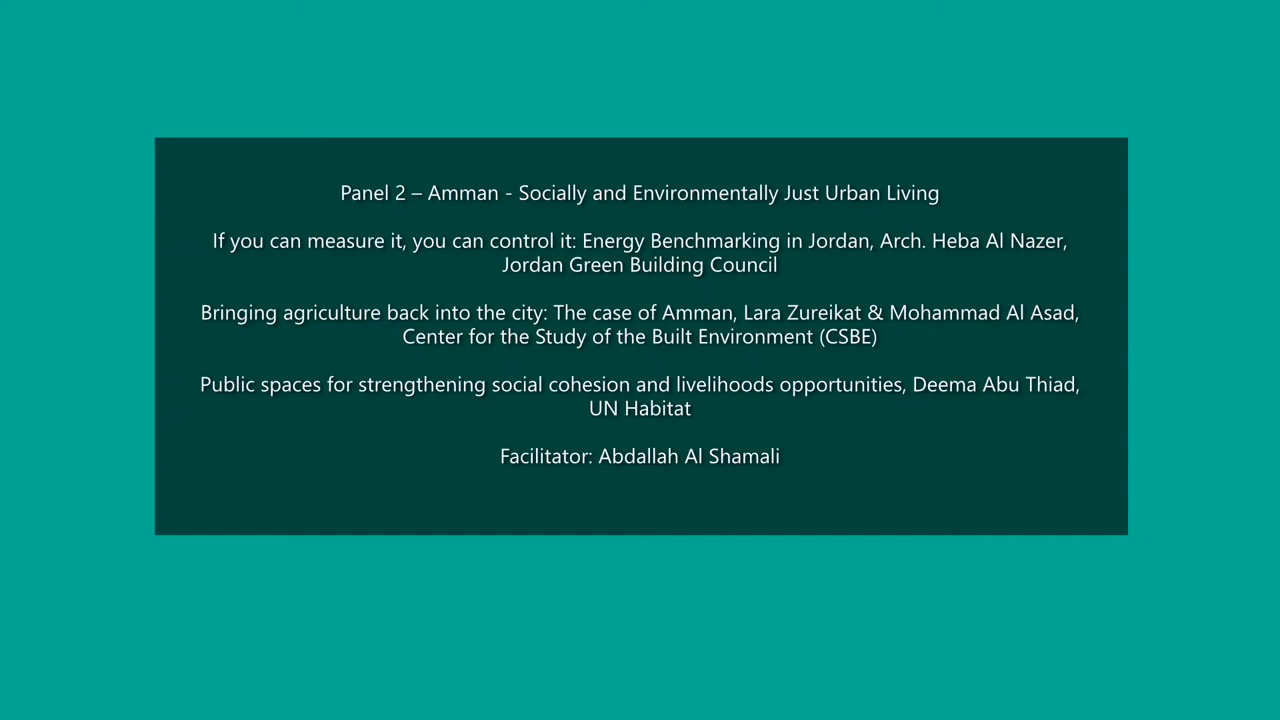 Panel 2 – Amman - Socially and Environmentally Just Urban Living
If you can measure it, you can control it: Energy Benchmarking in Jordan, Arch. Heba Al Nazer,
Jordan Green Building Council
Bringing agriculture back into the city: The case of Amman, Lara Zureikat & Mohammad Al Asad,
Center for the Study of the Built Environment (CSBE)
Public spaces for strengthening social cohesion and livelihoods opportunities, Deema Abu Thiad,
UN Habitat
Facilitator: Abdallah Al Shamali